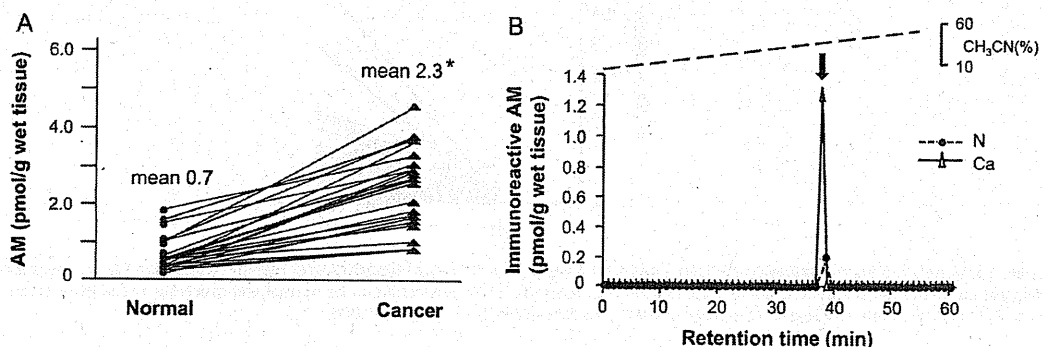 A
AM (pmol/g wet tissue)
6.0
4.0
2.0
0
mean 0.7
mean 2.3*
Normal
Cancer
B
60
CH₃CN(%)
10
Immunoreactive AM
(pmol/g wet tissue)
1.4
1.2
1.0
0.8
0.6
0.4
0.2
0
N
Ca
0 10 20 30 40 50 60
Retention time (min)